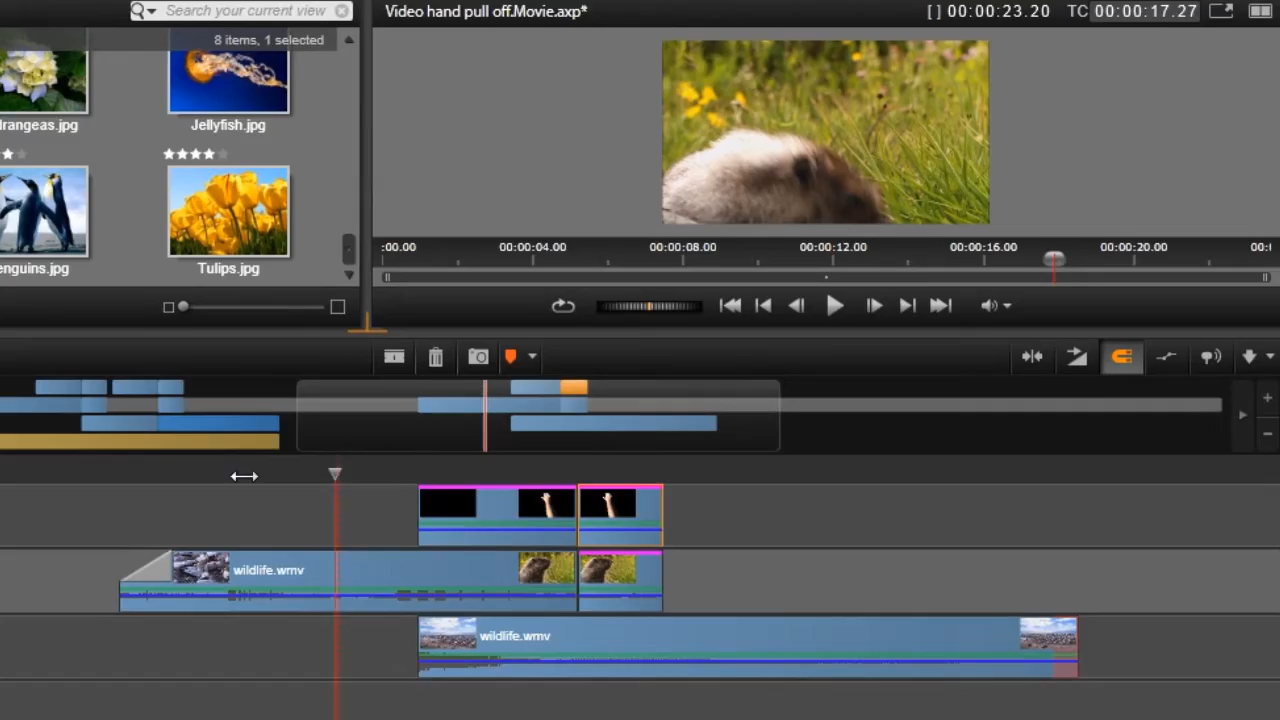 Search your current view
Video hand pull off.Movie.axp*
[ ] 00:00:23.20
TC 00:00:17.27
8 items, 1 selected
drangeas.jpg
Jellyfish.jpg
enguins.jpg
Tulips.jpg
:00.00
00:00:04.00
00:00:08.00
00:00:12.00
00:00:16.00
00:00:20.00
00:
wildlife.wmv
wildlife.wmv